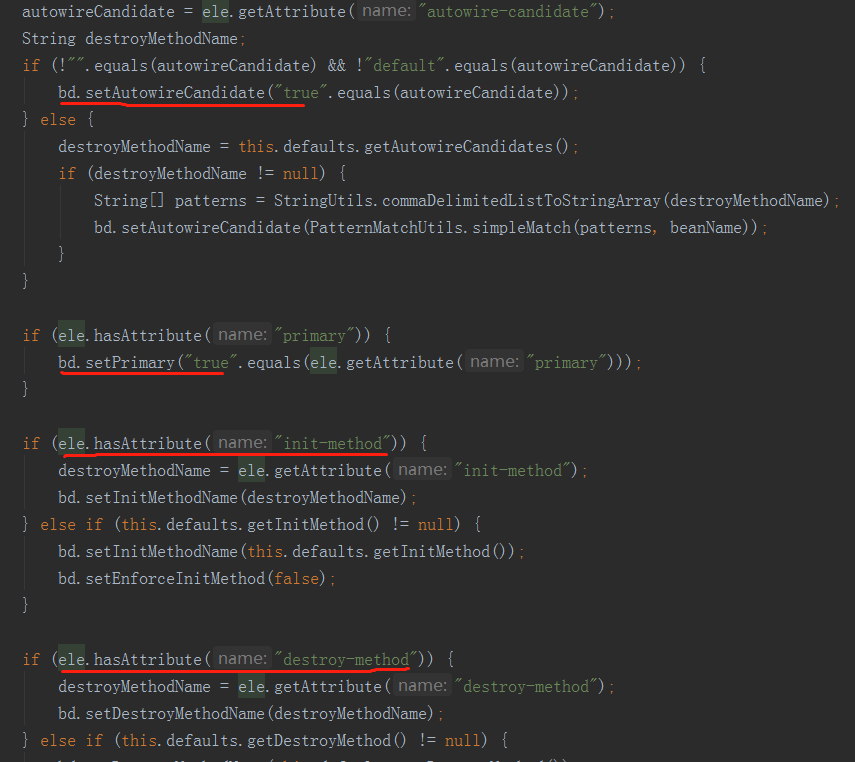 autowireCandidate = ele.getAttribute( name: "autowire-candidate");
String destroyMethodName;
if (!"".equals(autowireCandidate) && !"default".equals(autowireCandidate)) {
    bd.setAutowireCandidate("true".equals(autowireCandidate));
} else {
    destroyMethodName = this.defaults.getAutowireCandidates();
    if (destroyMethodName != null) {
        String[] patterns = StringUtils.commaDelimitedListToStringArray(destroyMethodName);
        bd.setAutowireCandidate(PatternMatchUtils.simpleMatch(patterns, beanName));
    }
}
if (ele.hasAttribute( name: "primary")) {
    bd.setPrimary("true".equals(ele.getAttribute( name: "primary")));
}
if (ele.hasAttribute( name: "init-method")) {
    destroyMethodName = ele.getAttribute( name: "init-method");
    bd.setInitMethodName(destroyMethodName);
} else if (this.defaults.getInitMethod() != null) {
    bd.setInitMethodName(this.defaults.getInitMethod());
    bd.setEnforceInitMethod(false);
}
if (ele.hasAttribute( name: "destroy-method")) {
    destroyMethodName = ele.getAttribute( name: "destroy-method");
    bd.setDestroyMethodName(destroyMethodName);
} else if (this.defaults.getDestroyMethod() != null) {